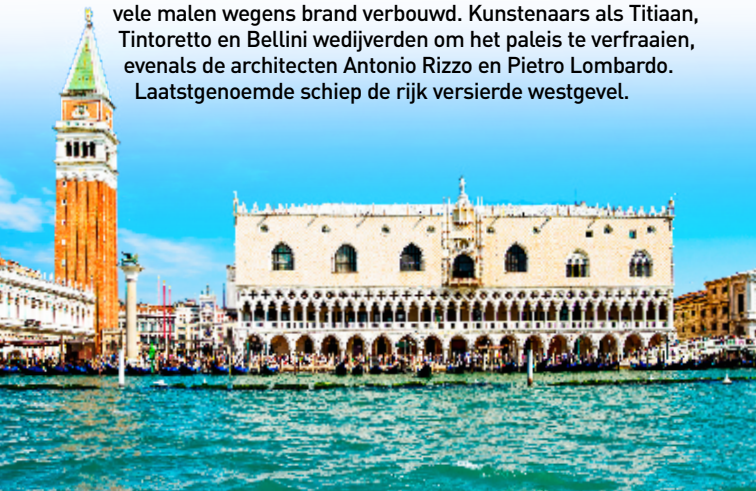 vele malen wegens brand verbouwd. Kunstenaars als Titiaan,
Tintoretto en Bellini wedijverden om het paleis te verfraaien,
evenals de architecten Antonio Rizzo en Pietro Lombardo.
Laatstgenoemde schiep de rijk versierde westgevel.